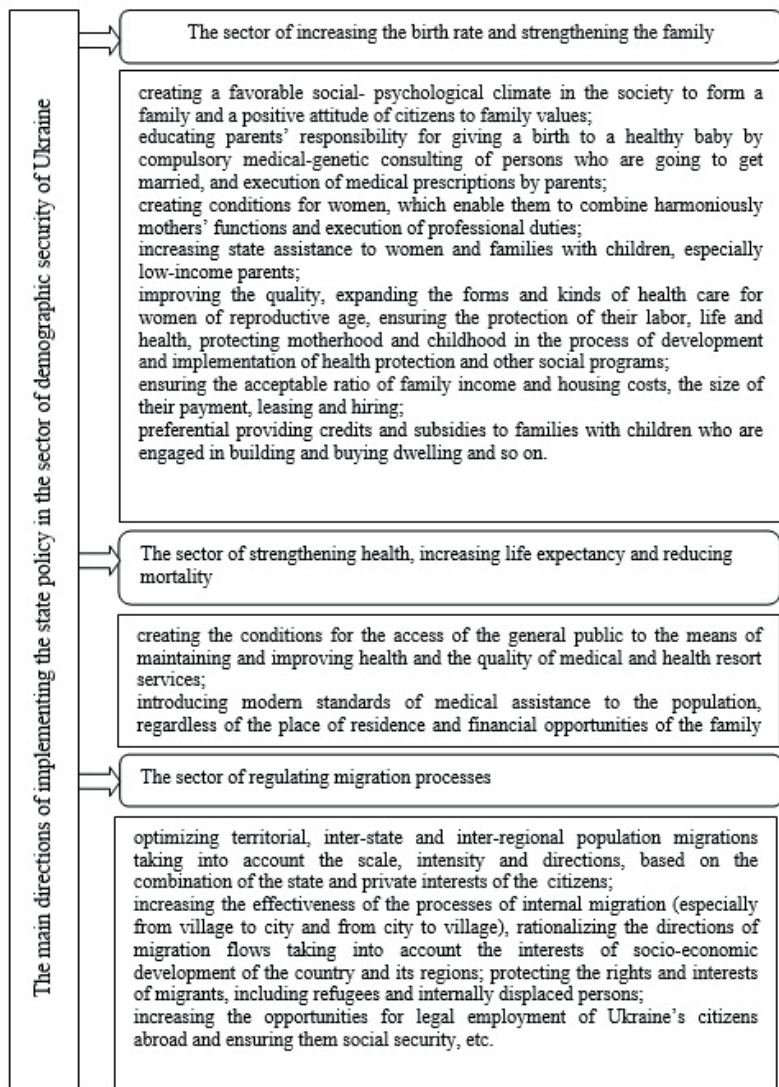 The main directions of implementing the state policy in the sector of demographic security of Ukraine
The sector of increasing the birth rate and strengthening the family
creating a favorable social- psychological climate in the society to form a
family and a positive attitude of citizens to family values;
educating parents' responsibility for giving a birth to a healthy baby by
compulsory medical-genetic consulting of persons who are going to get
married, and execution of medical prescriptions by parents;
creating conditions for women, which enable them to combine harmoniously
mothers' functions and execution of professional duties;
increasing state assistance to women and families with children, especially
low-income parents;
improving the quality, expanding the forms and kinds of health care for
women of reproductive age, ensuring the protection of their labor, life and
health, protecting motherhood and childhood in the process of development
and implementation of health protection and other social programs;
ensuring the acceptable ratio of family income and housing costs, the size of
their payment, leasing and hiring;
preferential providing credits and subsidies to families with children who are
engaged in building and buying dwelling and so on.
The sector of strengthening health, increasing life expectancy and reducing
mortality
creating the conditions for the access of the general public to the means of
maintaining and improving health and the quality of medical and health resort
services;
introducing modern standards of medical assistance to the population,
regardless of the place of residence and financial opportunities of the family
The sector of regulating migration processes
optimizing territorial, inter-state and inter-regional population migrations
taking into account the scale, intensity and directions, based on the
combination of the state and private interests of the citizens;
increasing the effectiveness of the processes of internal migration (especially
from village to city and from city to village), rationalizing the directions of
migration flows taking into account the interests of socio-economic
development of the country and its regions; protecting the rights and interests
of migrants, including refugees and internally displaced persons;
increasing the opportunities for legal employment of Ukraine's citizens
abroad and ensuring them social security, etc.